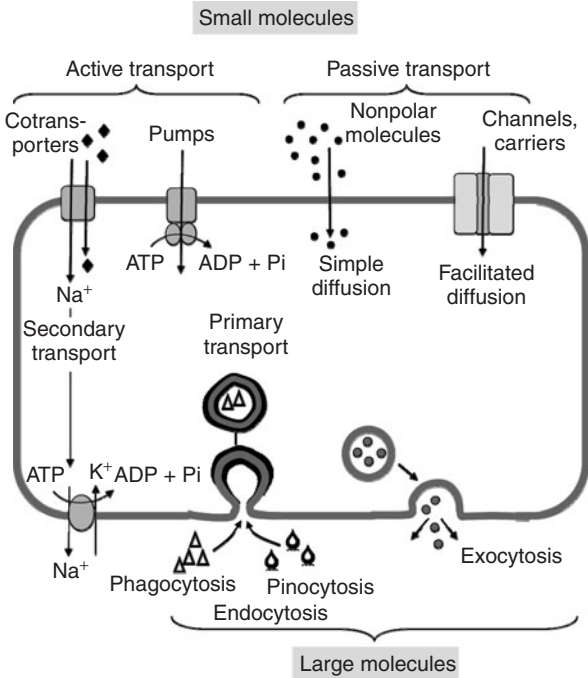 Small molecules
Active transport
Passive transport
Cotrans-
porters
Pumps
Nonpolar
molecules
Channels,
carriers
ATP
ADP + Pi
Simple
diffusion
Facilitated
diffusion
Na⁺
Secondary
transport
Primary
transport
ATP
K⁺
ADP + Pi
Na⁺
Phagocytosis
Pinocytosis
Endocytosis
Exocytosis
Large molecules